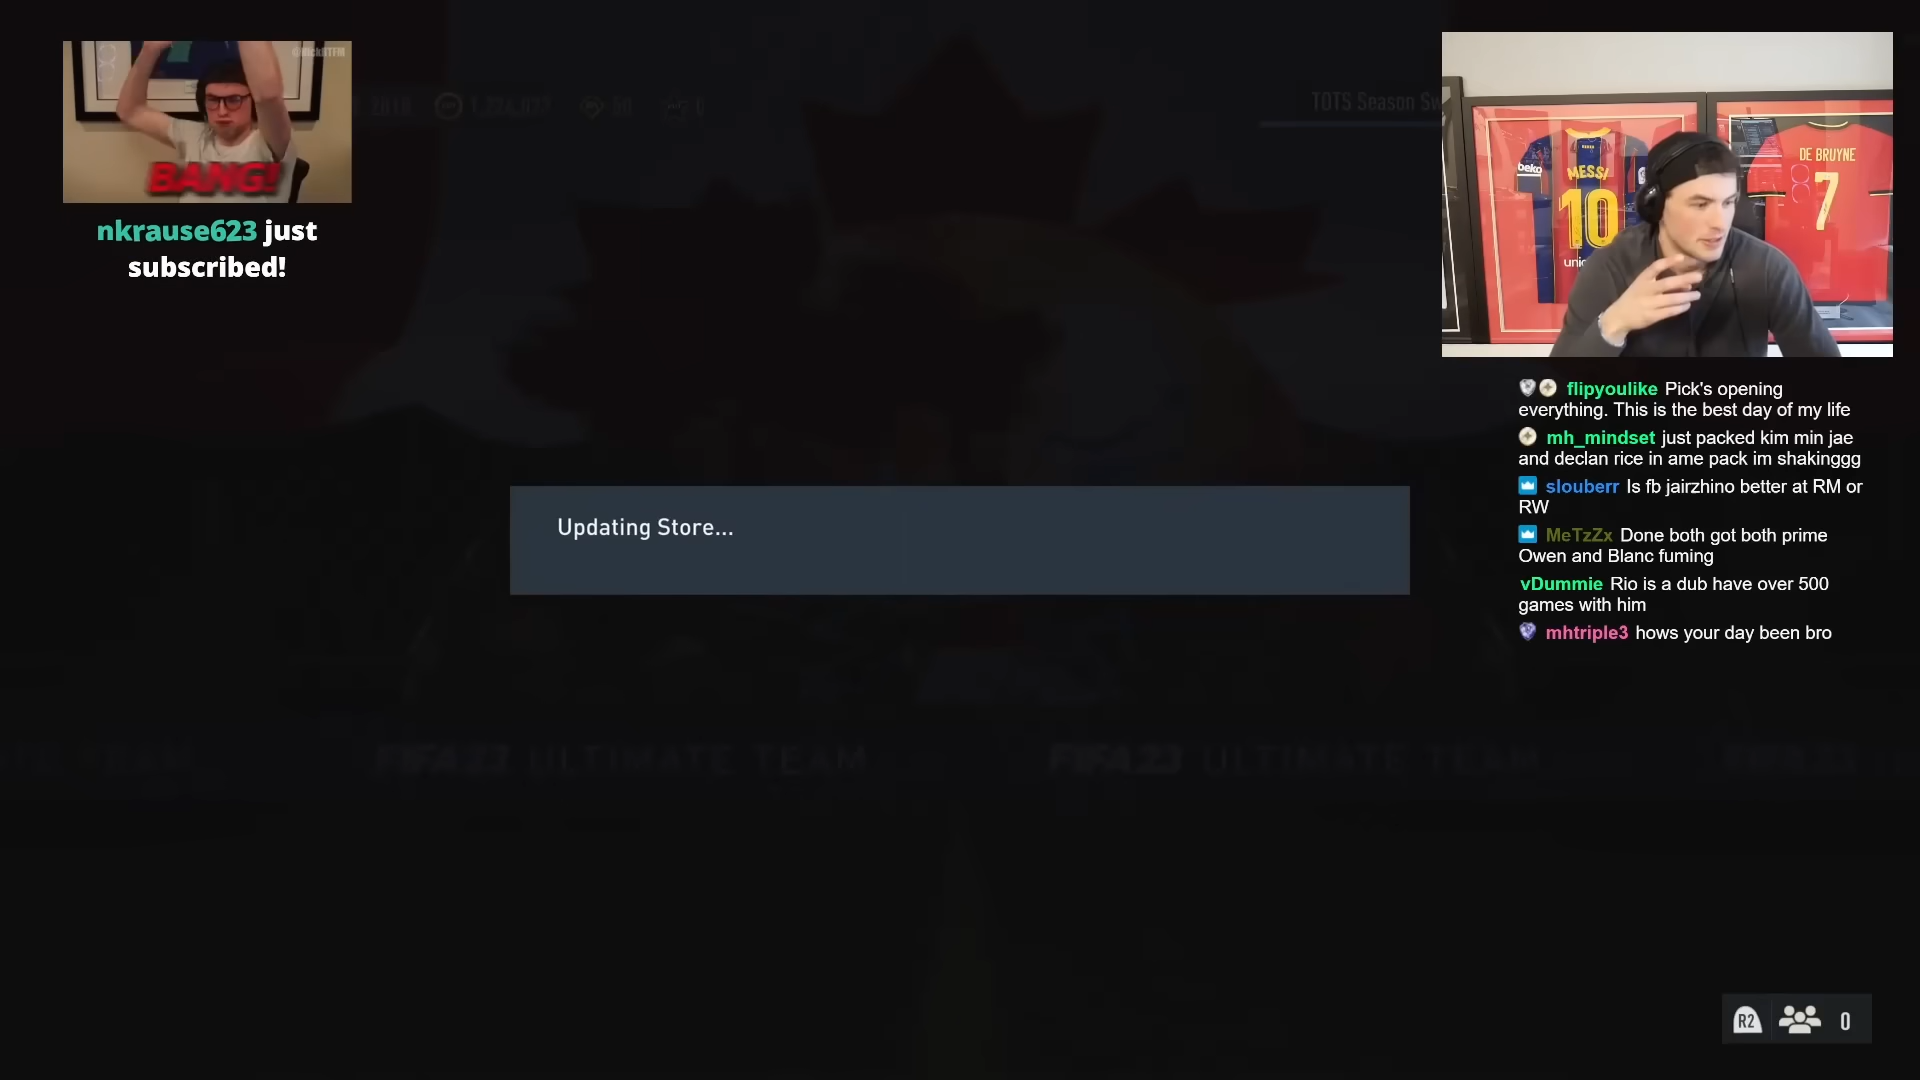 BANG!
nkrause623 just
subscribed!
TOTS Season Sw
beko
MESSI
10
unic
DE BRUYNE
7
Updating Store...
flipyoulike Pick's opening
everything. This is the best day of my life
mh_mindset just packed kim min jae
and declan rice in ame pack im shakinggg
slouberr Is fb jairzhino better at RM or
RW
MeTzZx Done both got both prime
Owen and Blanc fuming
vDummie Rio is a dub have over 500
games with him
mhtriple3 hows your day been bro
FIFA23 ULTIMATE TEAM
FIFA23 ULTIMATE TEAM
R2
0